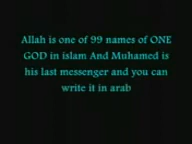 Allah is one of 99 names of ONE
GOD in islam And Muhamed is
his last messenger and you can
write it in arab